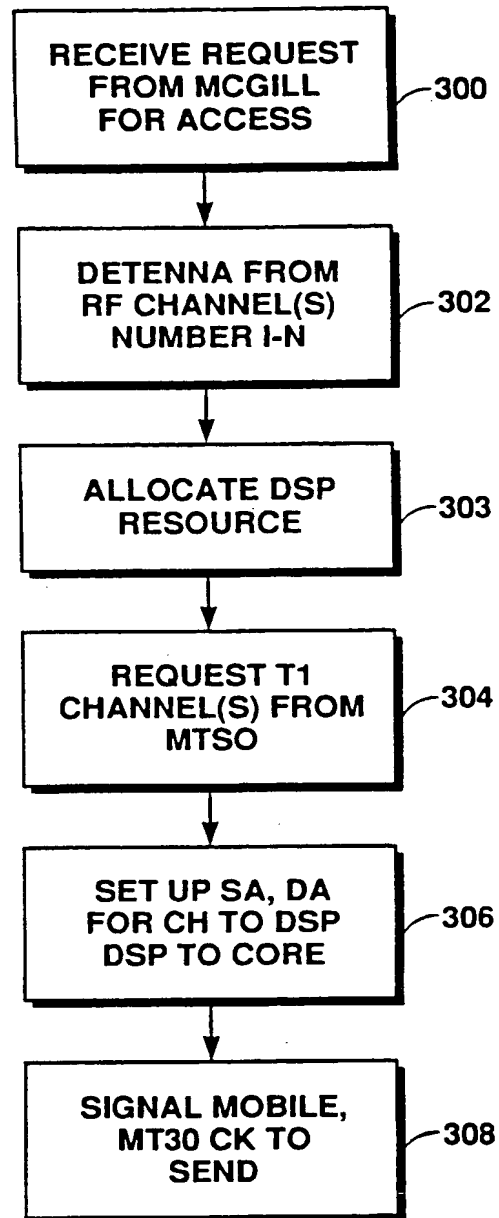 RECEIVE REQUEST
FROM MCGILL
FOR ACCESS
300
DETENNA FROM
RF CHANNEL(S)
NUMBER I-N
302
ALLOCATE DSP
RESOURCE
303
REQUEST T1
CHANNEL(S) FROM
MTSO
304
SET UP SA, DA
FOR CH TO DSP
DSP TO CORE
306
SIGNAL MOBILE,
MT30 CK TO
SEND
308